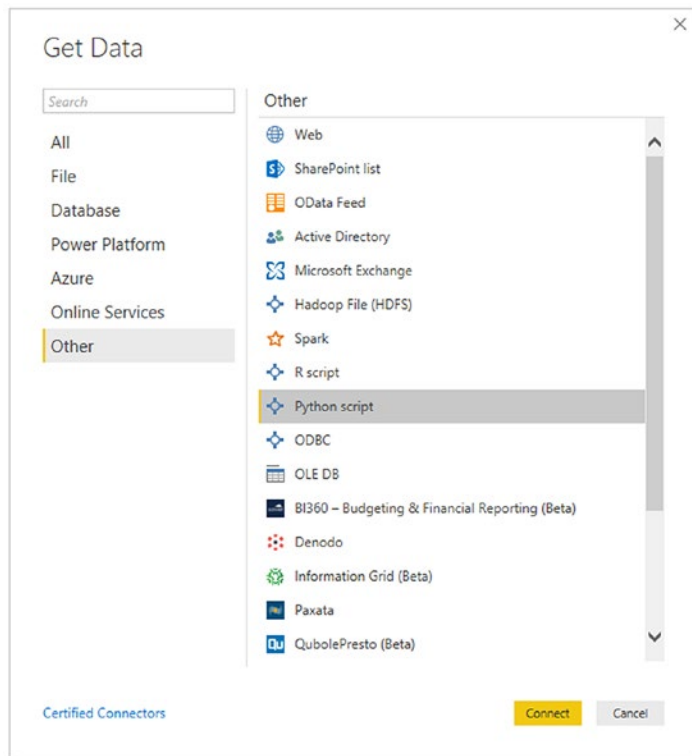 Get Data
Search
All
File
Database
Power Platform
Azure
Online Services
Other
Other
Web
SharePoint list
OData Feed
Active Directory
Microsoft Exchange
Hadoop File (HDFS)
Spark
R script
Python script
ODBC
OLE DB
BI360 – Budgeting & Financial Reporting (Beta)
Denodo
Information Grid (Beta)
Paxata
Qu QubolePresto (Beta)
Certified Connectors
Connect
Cancel